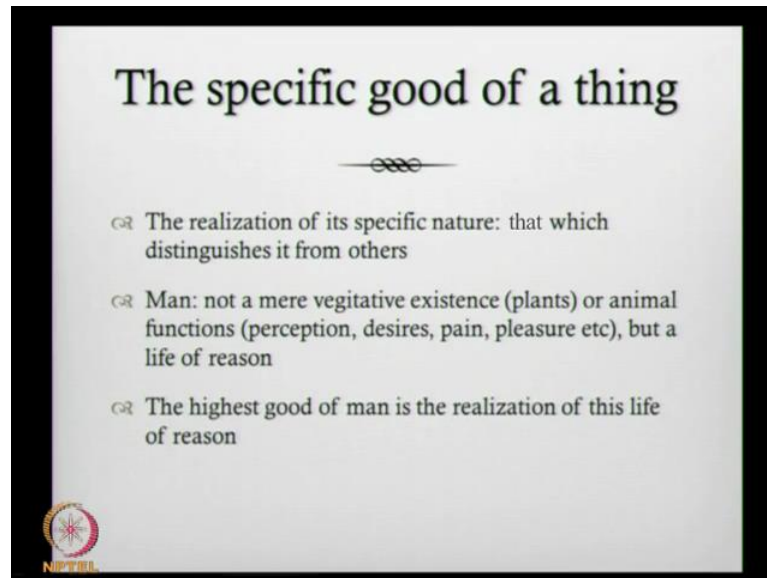 The specific good of a thing
The realization of its specific nature: that which
distinguishes it from others
Man: not a mere vegitative existence (plants) or animal
functions (perception, desires, pain, pleasure etc), but a
life of reason
The highest good of man is the realization of this life
of reason
NPTEL